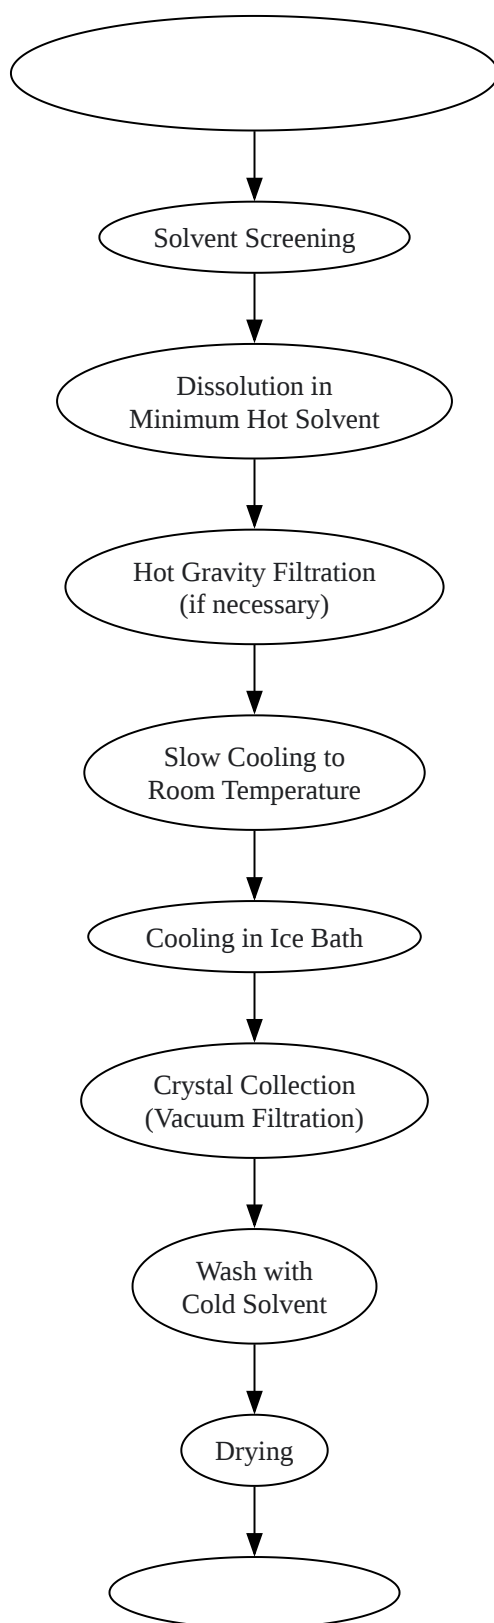 Solvent Screening
Dissolution in
Minimum Hot Solvent
Hot Gravity Filtration
(if necessary)
Slow Cooling to
Room Temperature
Cooling in Ice Bath
Crystal Collection
(Vacuum Filtration)
Wash with
Cold Solvent
Drying